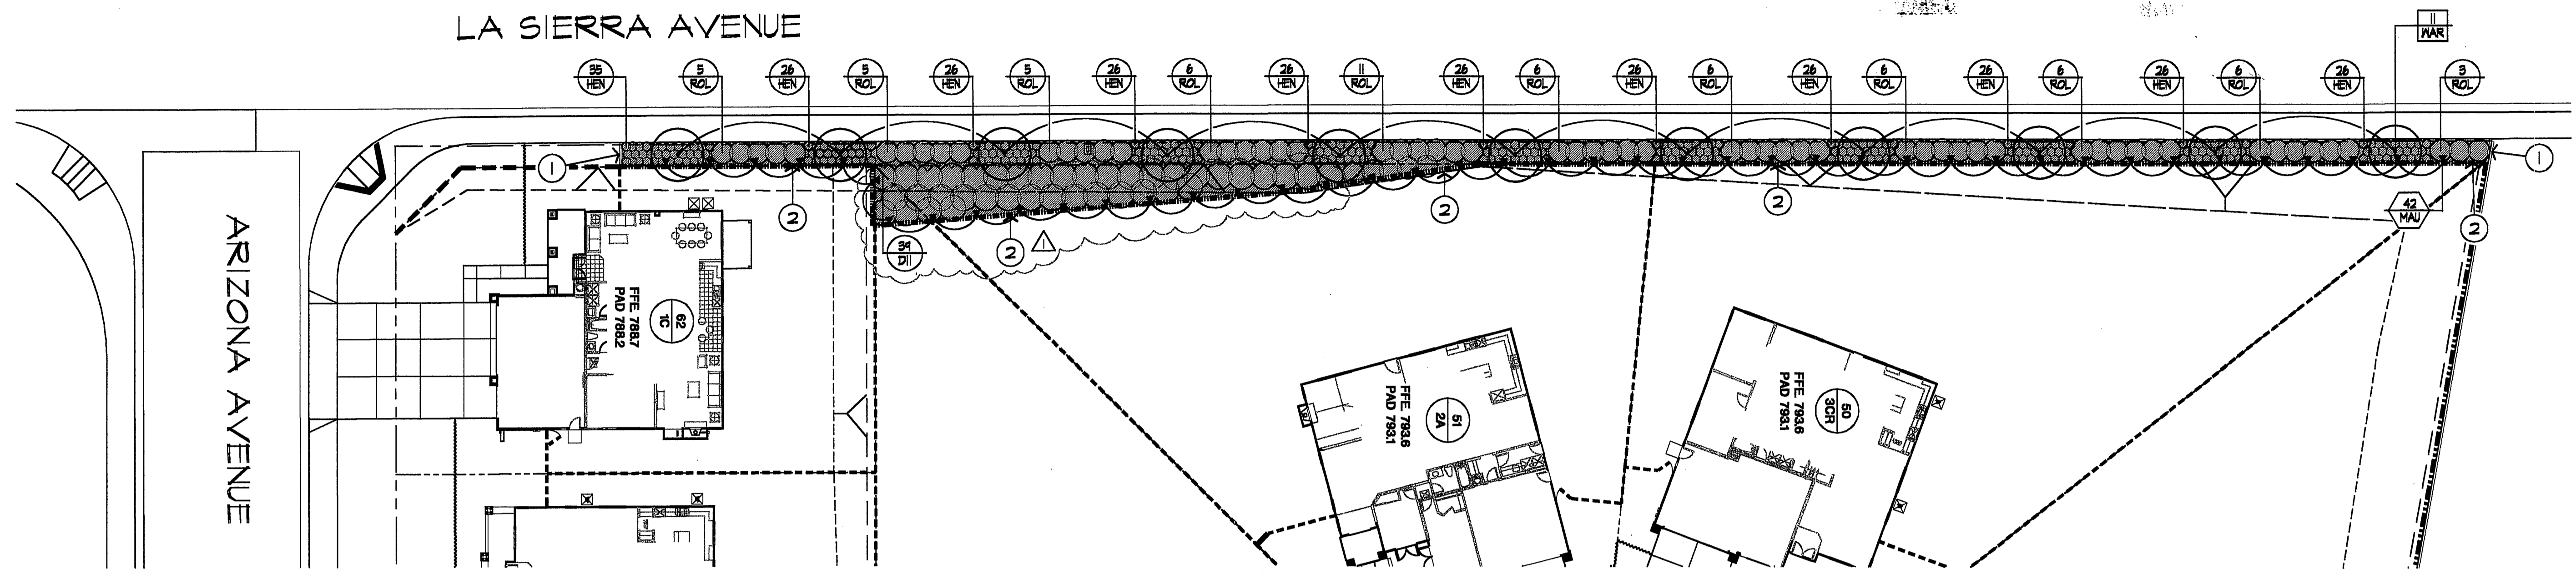 LA SIERRA AVENUE
11
WAR
35
HEN
5
ROL
26
HEN
5
ROL
26
HEN
5
ROL
26
HEN
6
ROL
26
HEN
11
ROL
26
HEN
6
ROL
26
HEN
6
ROL
26
HEN
6
ROL
26
HEN
6
ROL
26
HEN
6
ROL
26
HEN
3
ROL
1
1
2
2
2
2
2
42
MAU
39
DII
1
ARIZONA AVENUE
FFE 788.7
PAD 788.2
62
1C
FFE 793.6
PAD 793.1
51
2A
FFE 793.6
PAD 793.1
50
3CR